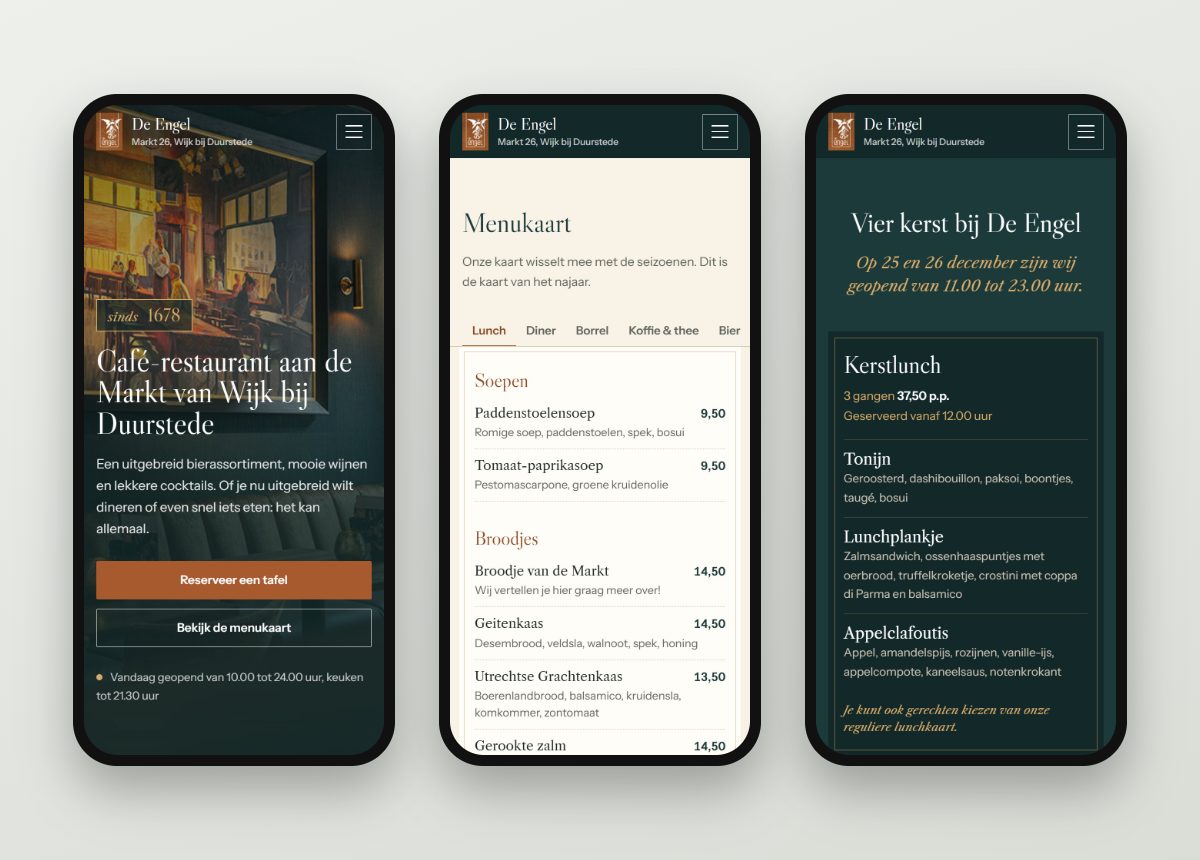 De Engel
Markt 26, Wijk bij Duurstede
sinds 1678
Café-restaurant aan de
Markt van Wijk bij
Duurstede
Een uitgebreid bierassortiment, mooie wijnen
en lekkere cocktails. Of je nu uitgebreid wilt
dineren of even snel iets eten: het kan
allemaal.
Reserveer een tafel
Bekijk de menukaart
Vandaag geopend van 10.00 tot 24.00 uur, keuken
tot 21.30 uur
De Engel
Markt 26, Wijk bij Duurstede
Menukaart
Onze kaart wisselt mee met de seizoenen. Dit is
de kaart van het najaar.
Lunch Diner Borrel Koffie & thee Bier
Soepen
Paddenstoelensoep 9,50
Romige soep, paddenstoelen, spek, bosui
Tomaat-paprikasoep 9,50
Pestomascarpone, groene kruidenolie
Broodjes
Broodje van de Markt 14,50
Wij vertellen je hier graag meer over!
Geitenkaas 14,50
Desembrood, veldsla, walnoot, spek, honing
Utrechtse Grachtenkaas 13,50
Boerenlandbrood, balsamico, kruidensla,
komkommer, zontomaat
Gerookte zalm 14,50
De Engel
Markt 26, Wijk bij Duurstede
Vier kerst bij De Engel
Op 25 en 26 december zijn wij
geopend van 11.00 tot 23.00 uur.
Kerstlunch
3 gangen 37,50 p.p.
Geserveerd vanaf 12.00 uur
Tonijn
Geroosterd, dashibouillon, paksoi, boontjes,
taugé, bosui
Lunchplankje
Zalmsandwich, ossenhaaspuntjes met
oerbrood, truffelkroketje, crostini met coppa
di Parma en balsamico
Appelclafoutis
Appel, amandelspijs, rozijnen, vanille-ijs,
appelcompote, kaneelsaus, notenkrokant
Je kunt ook gerechten kiezen van onze
reguliere lunchkaart.